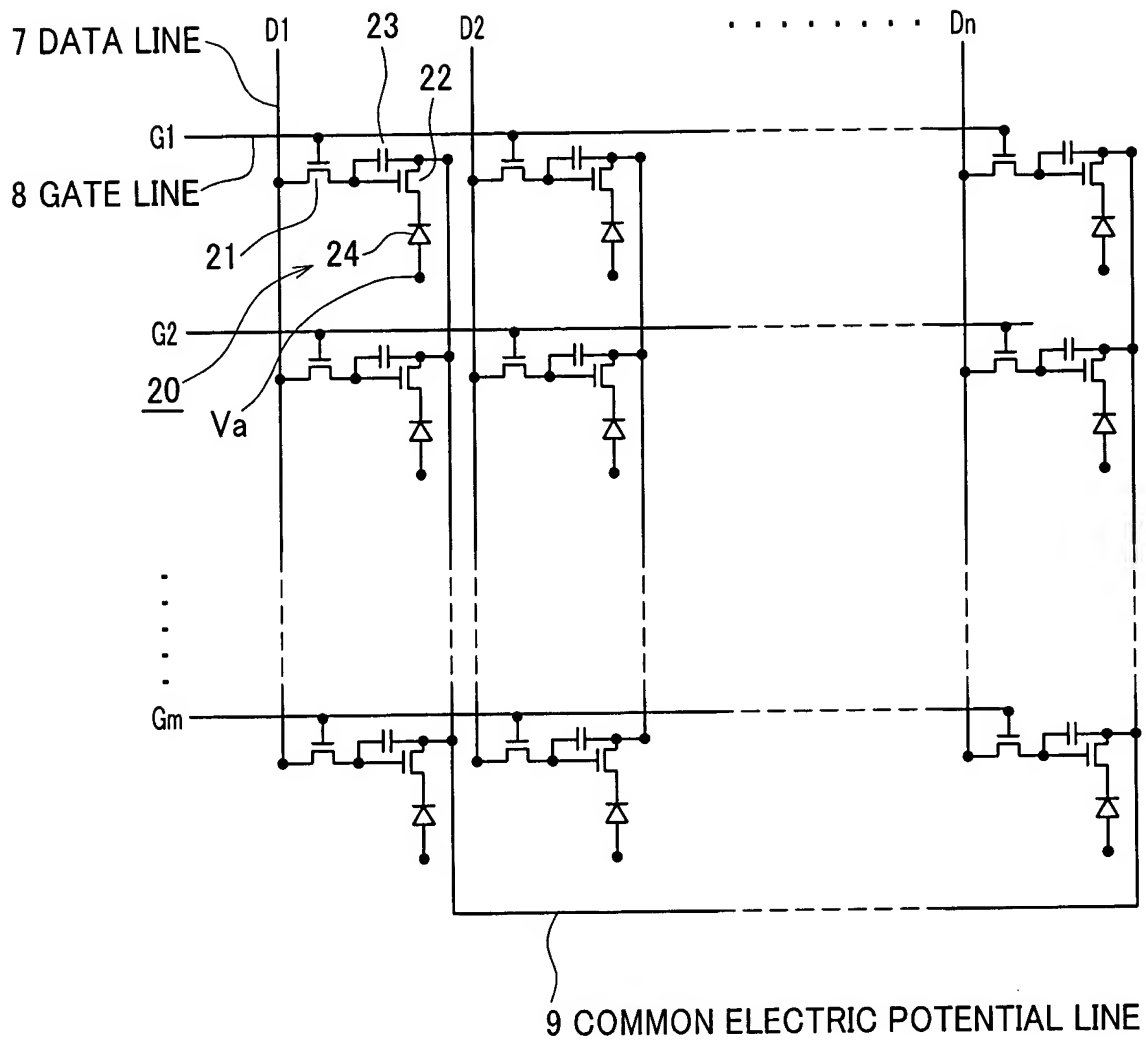 7 DATA LINE
D1
23
D2
Dn
22
G1
8 GATE LINE
21
24
G2
20
Va
Gm
9 COMMON ELECTRIC POTENTIAL LINE